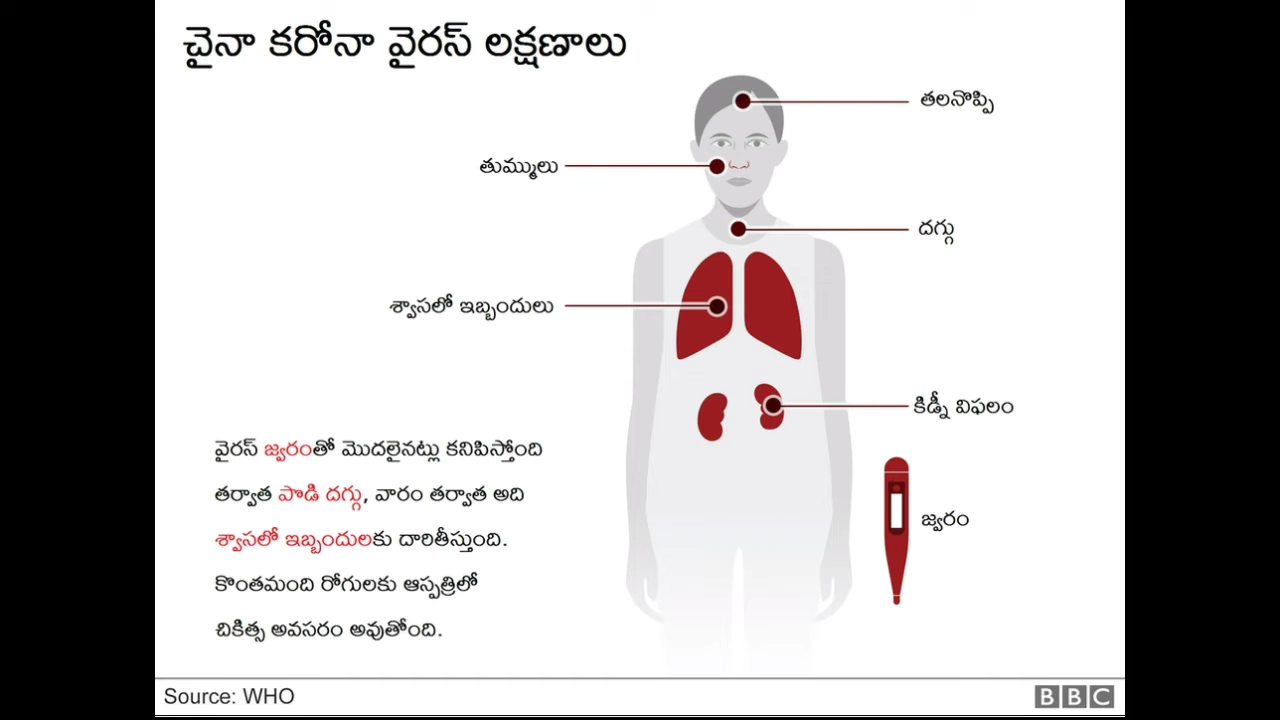 చైనా కరోనా వైరస్ లక్షణాలు
తలనొప్పి
తుమ్ములు
దగ్గు
శ్వాసలో ఇబ్బందులు
కిడ్నీ విఫలం
వైరస్ జ్వరంతో మొదలైనట్లు కనిపిస్తోంది
తర్వాత పొడి దగ్గు, వారం తర్వాత అది
శ్వాసలో ఇబ్బందులకు దారితీస్తుంది.
కొంతమంది రోగులకు ఆస్పత్రిలో
చికిత్స అవసరం అవుతోంది.
జ్వరం
Source: WHO
BBC